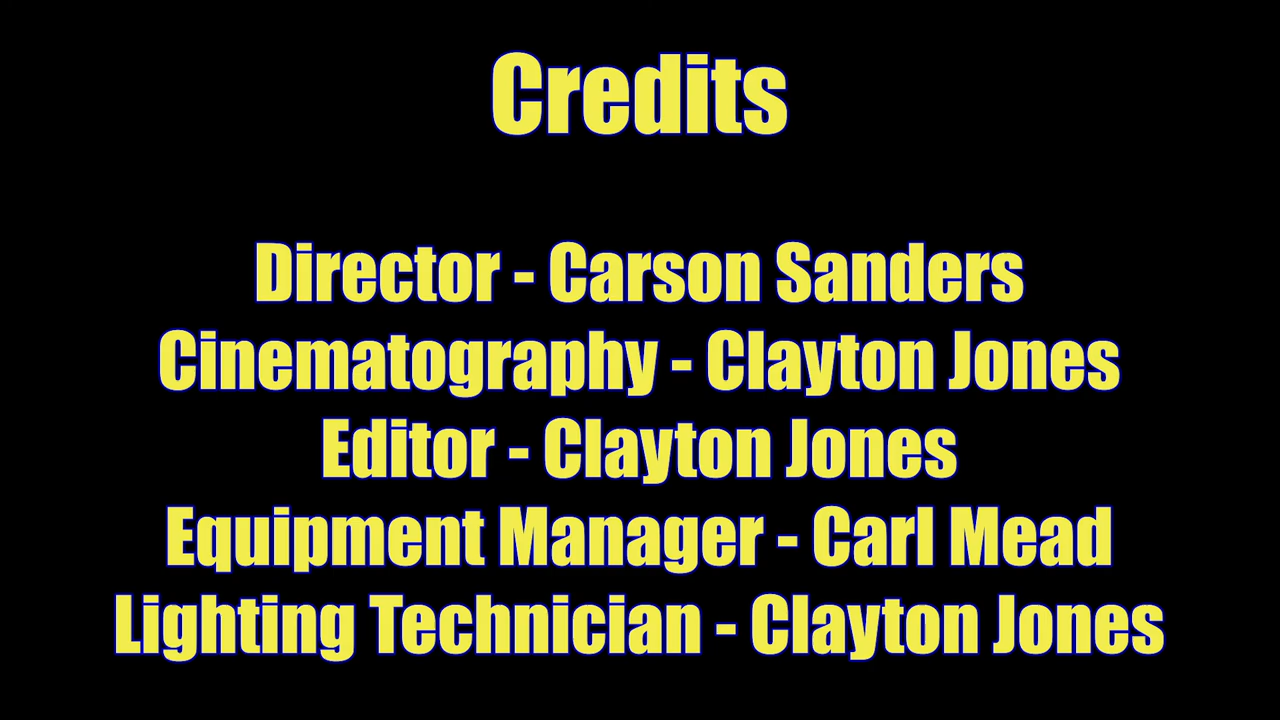 Credits
Director - Carson Sanders
Cinematography - Clayton Jones
Editor - Clayton Jones
Equipment Manager - Carl Mead
Lighting Technician - Clayton Jones